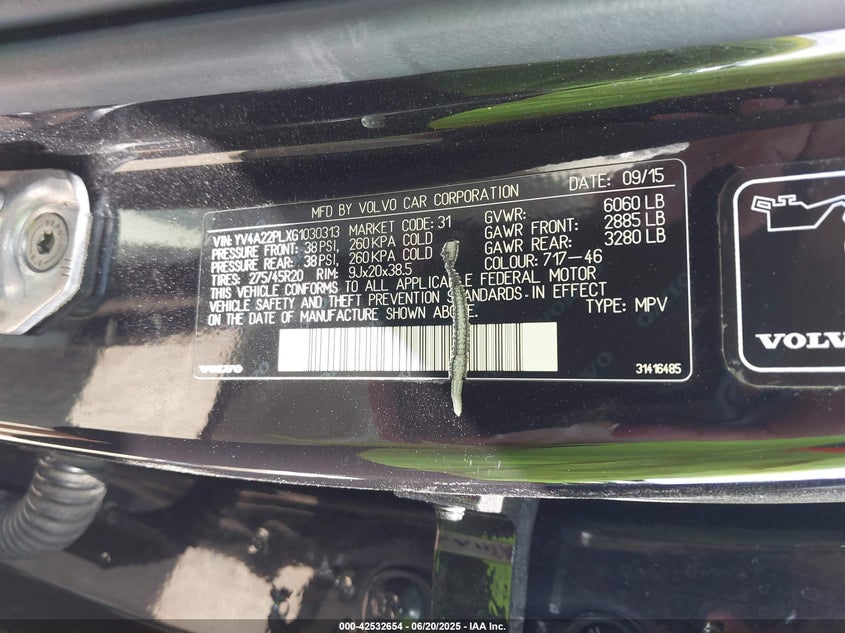 MFD BY VOLVO CAR CORPORATION DATE: 09/15
VIN: YV4A22PLXG1030313 MARKET CODE: 31 GVWR: 6060 LB
PRESSURE FRONT: 38 PSI, 260 KPA COLD GAWR FRONT: 2885 LB
PRESSURE REAR: 38 PSI, 260 KPA COLD GAWR REAR: 3280 LB
TIRES: 275/45R20 RIM: 9Jx20x38.5 COLOUR: 717-46
THIS VEHICLE CONFORMS TO ALL APPLICABLE FEDERAL MOTOR
VEHICLE SAFETY AND THEFT PREVENTION STANDARDS IN EFFECT
ON THE DATE OF MANUFACTURE SHOWN ABOVE. TYPE: MPV
VOLVO 31416485
VOLV
000-42532654 - 06/20/2025 - IAA Inc.